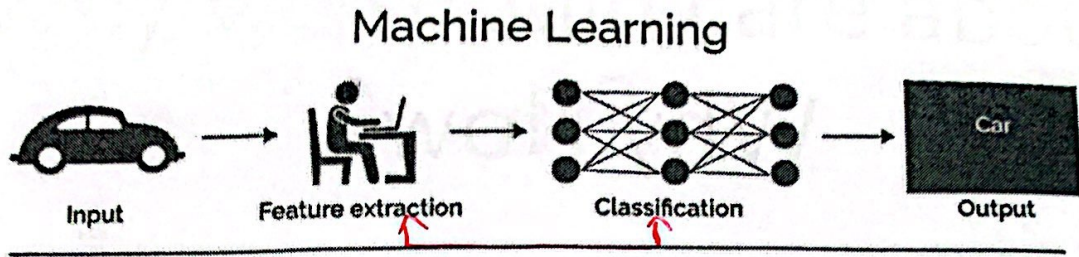 Machine Learning
Car
Input
Feature extraction
Classification
Output